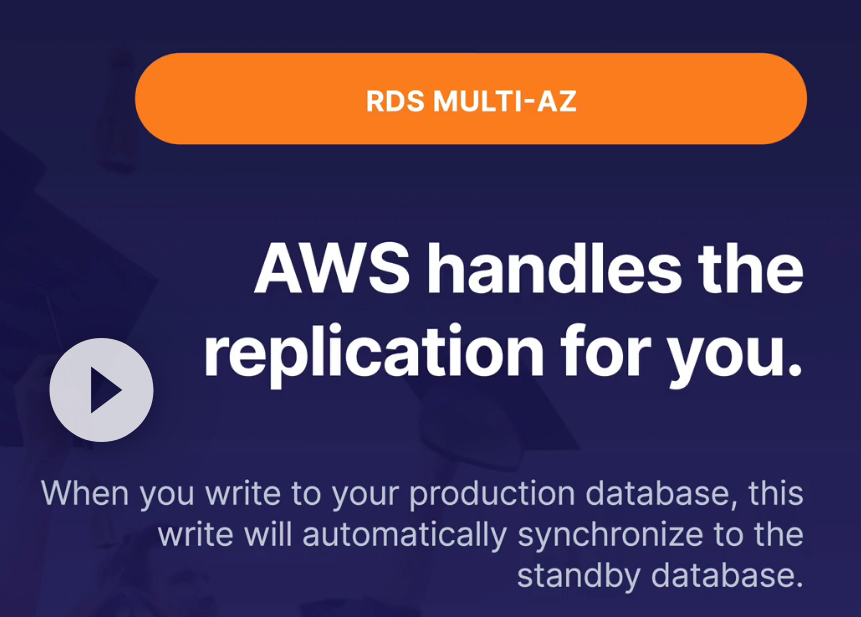 RDS MULTI-AZ
AWS handles the
replication for you.
When you write to your production database, this
write will automatically synchronize to the
standby database.